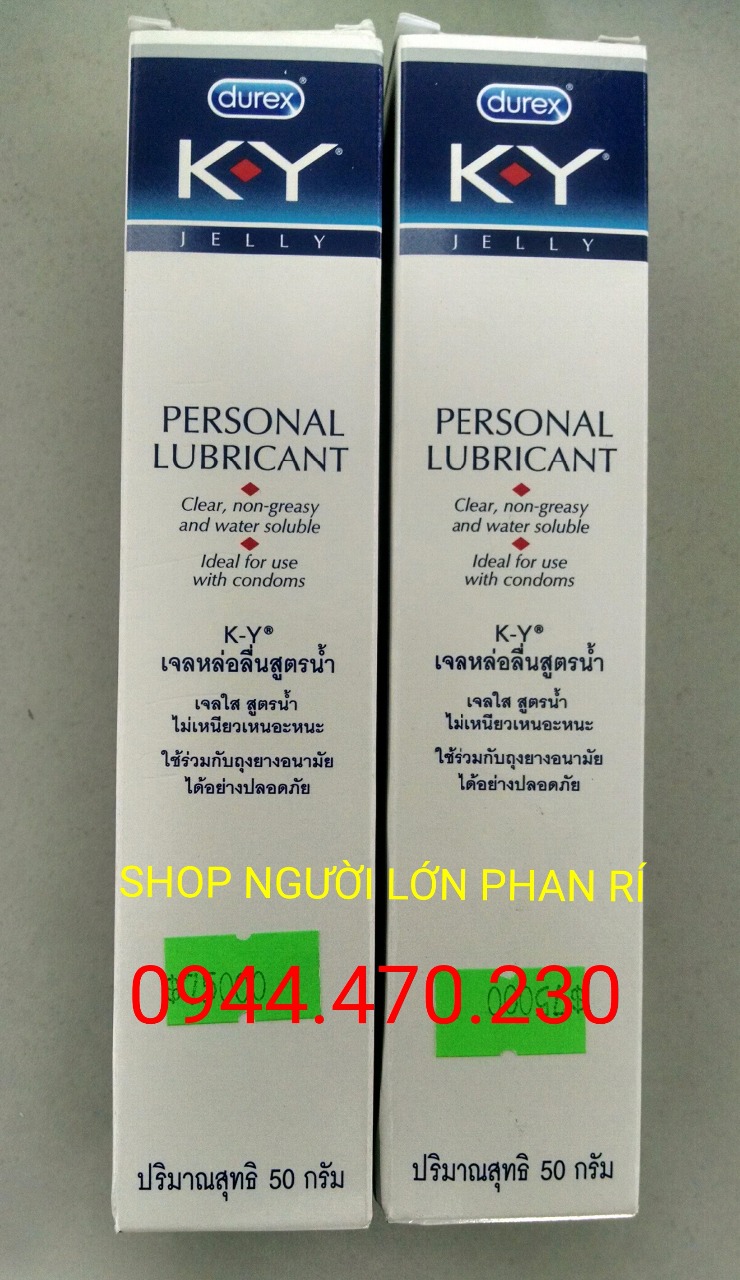 durex®
K-Y®
JELLY
PERSONAL
LUBRICANT
Clear, non-greasy
and water soluble
Ideal for use
with condoms
K-Y®
เจลหล่อลื่นสูตรน้ำ
เจลใส สูตรน้ำ
ไม่เหนียวเหนอะหนะ
ใช้ร่วมกับถุงยางอนามัย
ได้อย่างปลอดภัย
ปริมาณสุทธิ 50 กรัม
durex®
K-Y®
JELLY
PERSONAL
LUBRICANT
Clear, non-greasy
and water soluble
Ideal for use
with condoms
K-Y®
เจลหล่อลื่นสูตรน้ำ
เจลใส สูตรน้ำ
ไม่เหนียวเหนอะหนะ
ใช้ร่วมกับถุงยางอนามัย
ได้อย่างปลอดภัย
ปริมาณสุทธิ 50 กรัม
SHOP NGƯỜI LỚN PHAN RÍ
0944.470.230